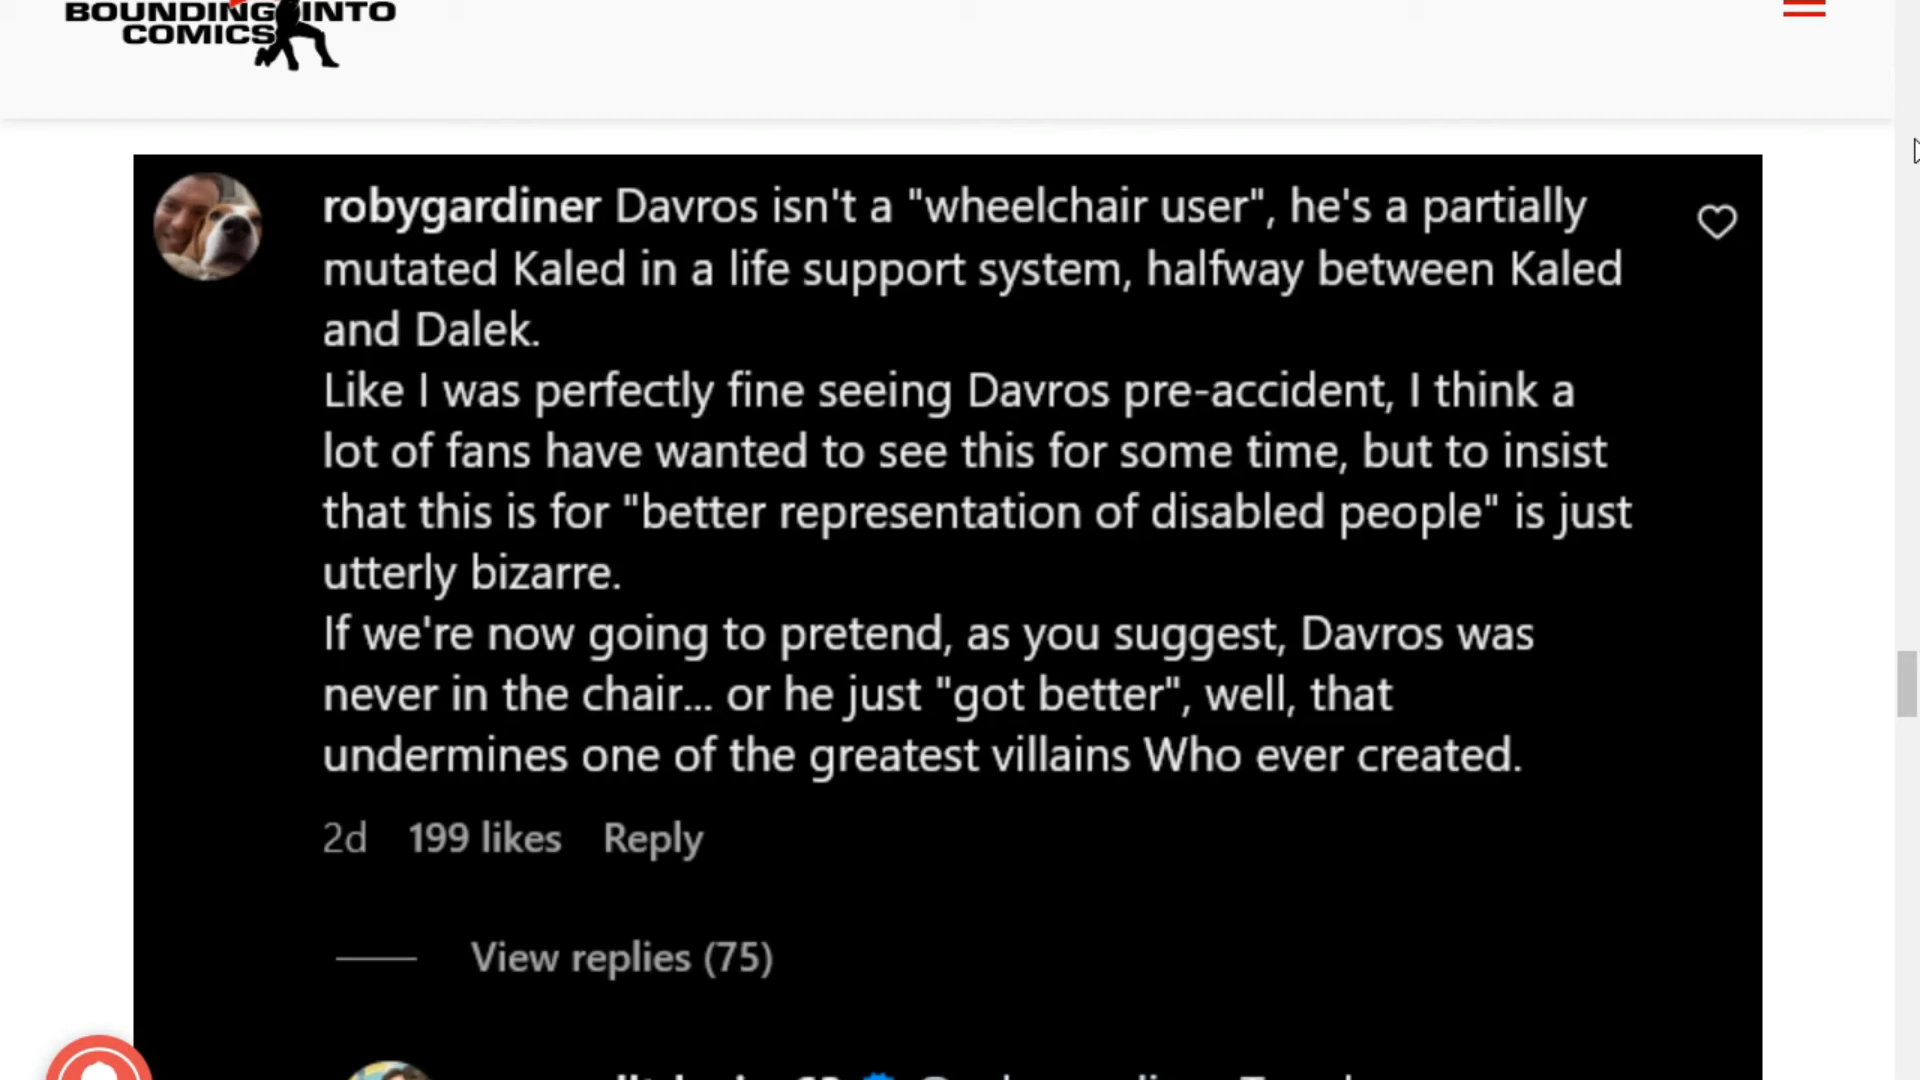 BOUNDING INTO
COMICS
robygardiner Davros isn't a "wheelchair user", he's a partially
mutated Kaled in a life support system, halfway between Kaled
and Dalek.
Like I was perfectly fine seeing Davros pre-accident, I think a
lot of fans have wanted to see this for some time, but to insist
that this is for "better representation of disabled people" is just
utterly bizarre.
If we're now going to pretend, as you suggest, Davros was
never in the chair... or he just "got better", well, that
undermines one of the greatest villains Who ever created.
2d 199 likes Reply
View replies (75)